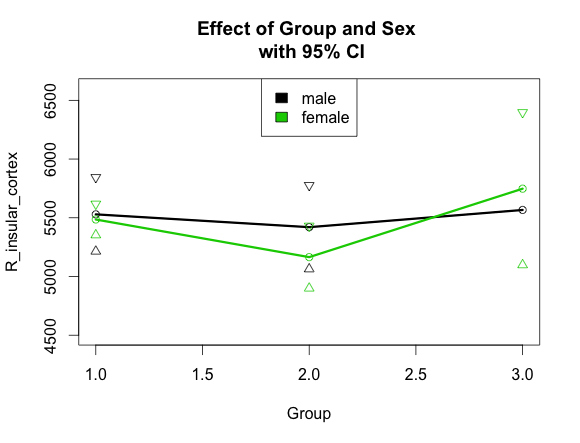 Effect of Group and Sex
with 95% CI
male
female
R_insular_cortex
6500
6000
5500
5000
4500
1.0 1.5 2.0 2.5 3.0
Group